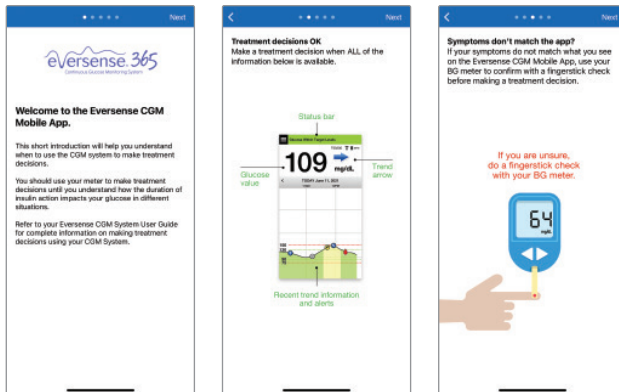 Next
eversense. 365
Continuous Glucose Monitoring System
Welcome to the Eversense CGM
Mobile App.
This short introduction will help you understand
when to use the CGM system to make treatment
decisions.
You should use your meter to make treatment
decisions until you understand how the duration of
insulin action impacts your glucose in different
situations.
Refer to your Eversense CGM System User Guide
for complete information on making treatment
decisions using your CGM System.
Next
Treatment decisions OK
Make a treatment decision when ALL of the
information below is available.
Status bar
Glucose Within Target Levels
109
mg/dL
Glucose
value
Trend
arrow
Recent trend information
and alerts
Next
Symptoms don't match the app?
If your symptoms do not match what you see
on the Eversense CGM Mobile App, use your
BG meter to confirm with a fingerstick check
before making a treatment decision.
If you are unsure,
do a fingerstick check
with your BG meter.
64
mg/dL